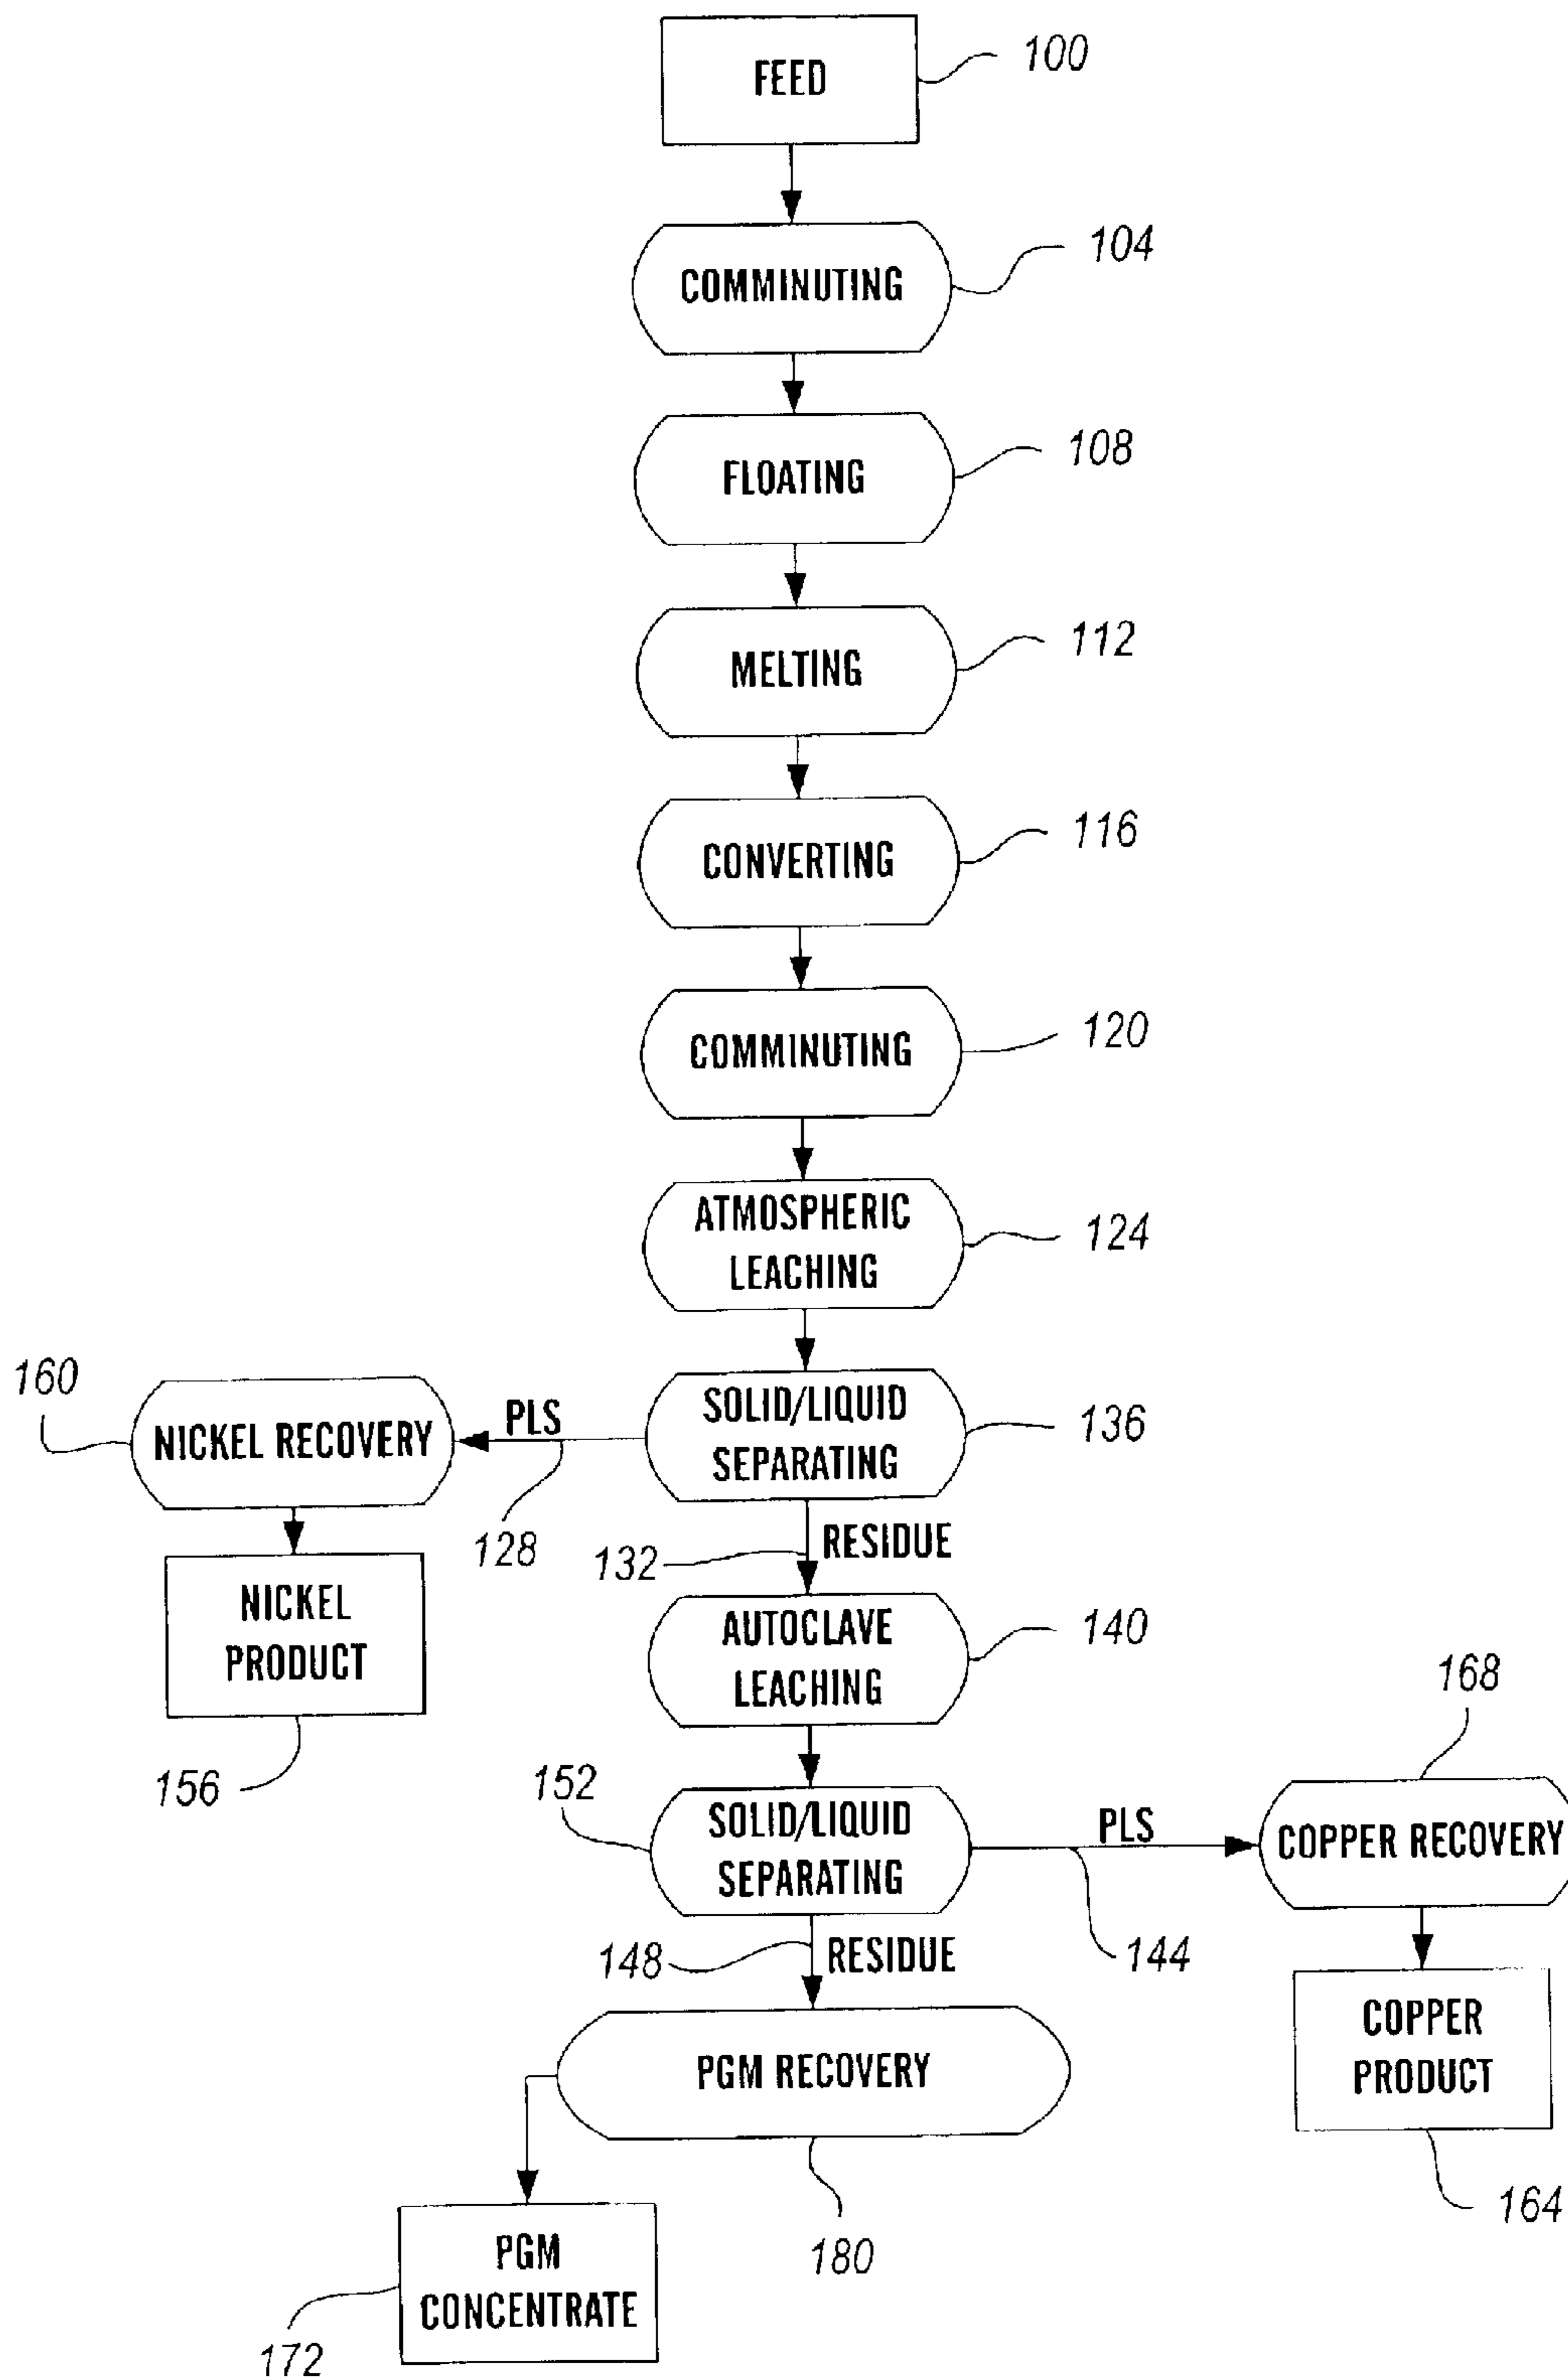 FEED
100
COMMINUTING
104
FLOATING
108
MELTING
112
CONVERTING
116
COMMINUTING
120
ATMOSPHERIC
LEACHING
124
160
NICKEL RECOVERY
PLS
128
SOLID/LIQUID
SEPARATING
136
132
RESIDUE
NICKEL
PRODUCT
156
AUTOCLAVE
LEACHING
140
152
SOLID/LIQUID
SEPARATING
PLS
144
168
COPPER RECOVERY
148
RESIDUE
COPPER
PRODUCT
164
PGM RECOVERY
180
PGM
CONCENTRATE
172